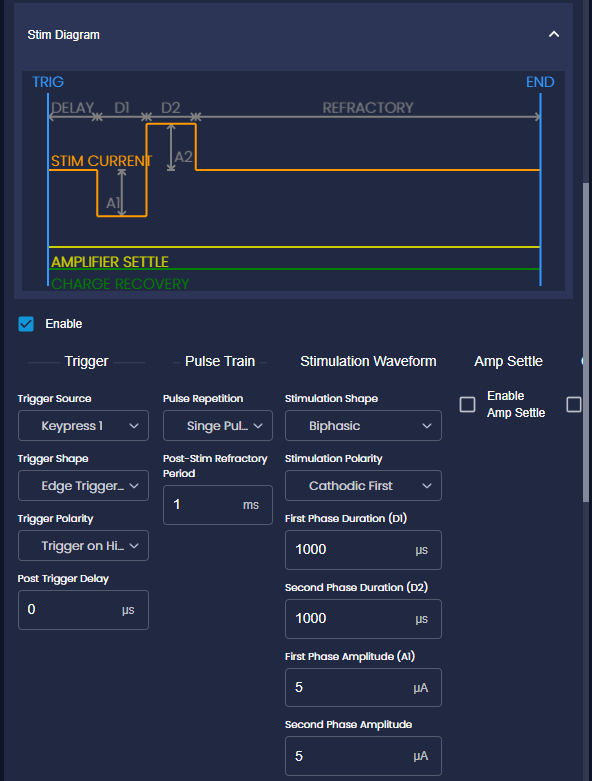 Stim Diagram
TRIG
END
DELAY
D1
D2
REFRACTORY
STIM CURRENT
A2
A1
AMPLIFIER SETTLE
CHARGE RECOVERY
Enable
Trigger
Pulse Train
Stimulation Waveform
Amp Settle
Trigger Source
Keypress 1
Trigger Shape
Edge Trigger...
Trigger Polarity
Trigger on Hi...
Post Trigger Delay
0 µs
Pulse Repetition
Singe Pul...
Post-Stim Refractory
Period
1 ms
Stimulation Shape
Biphasic
Stimulation Polarity
Cathodic First
First Phase Duration (D1)
1000 µs
Second Phase Duration (D2)
1000 µs
First Phase Amplitude (A1)
5 µA
Second Phase Amplitude
5 µA
Enable
Amp Settle